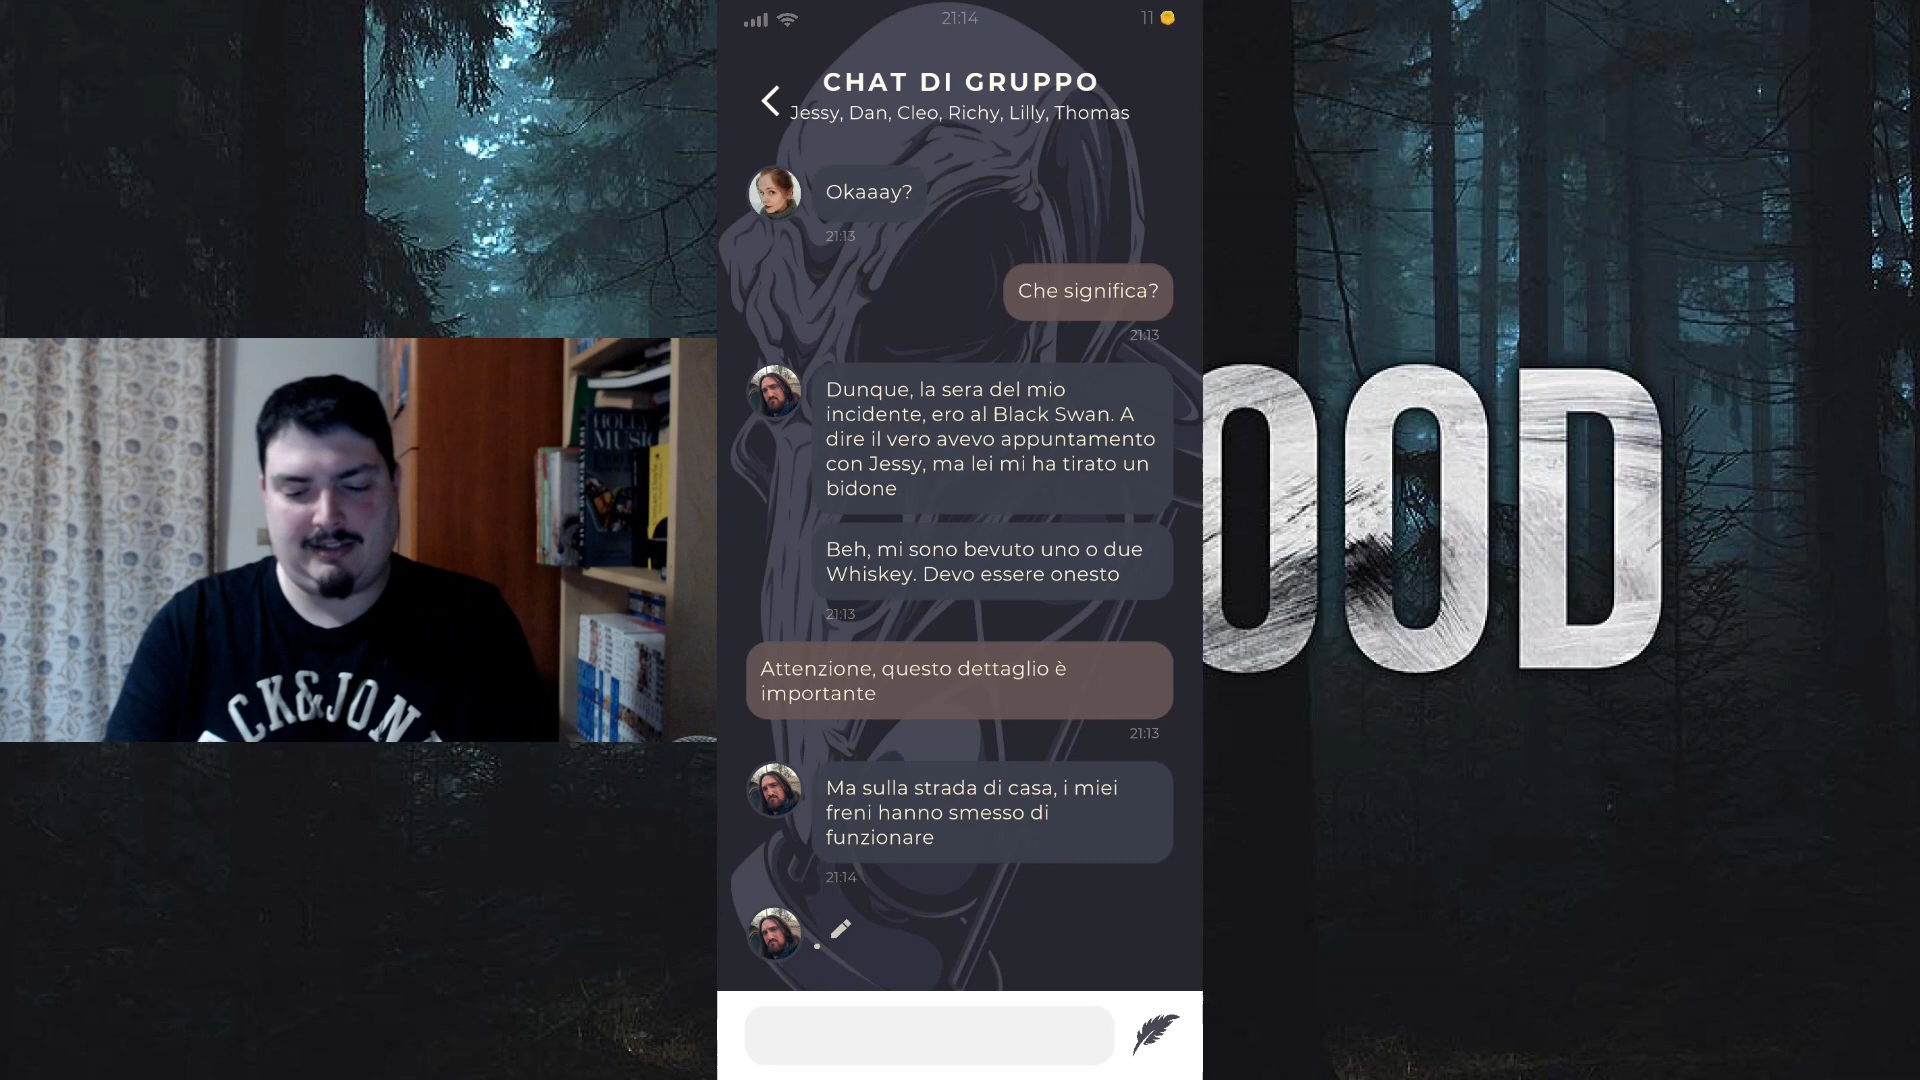 21:14
11
CHAT DI GRUPPO
Jessy, Dan, Cleo, Richy, Lilly, Thomas
Okaaay?
21:13
Che significa?
21:13
Dunque, la sera del mio
incidente, ero al Black Swan. A
dire il vero avevo appuntamento
con Jessy, ma lei mi ha tirato un
bidone
Beh, mi sono bevuto uno o due
Whiskey. Devo essere onesto
21:13
Attenzione, questo dettaglio è
importante
21:13
Ma sulla strada di casa, i miei
freni hanno smesso di
funzionare
21:14
OOD
HOLLY
MUSIC
CK&JON